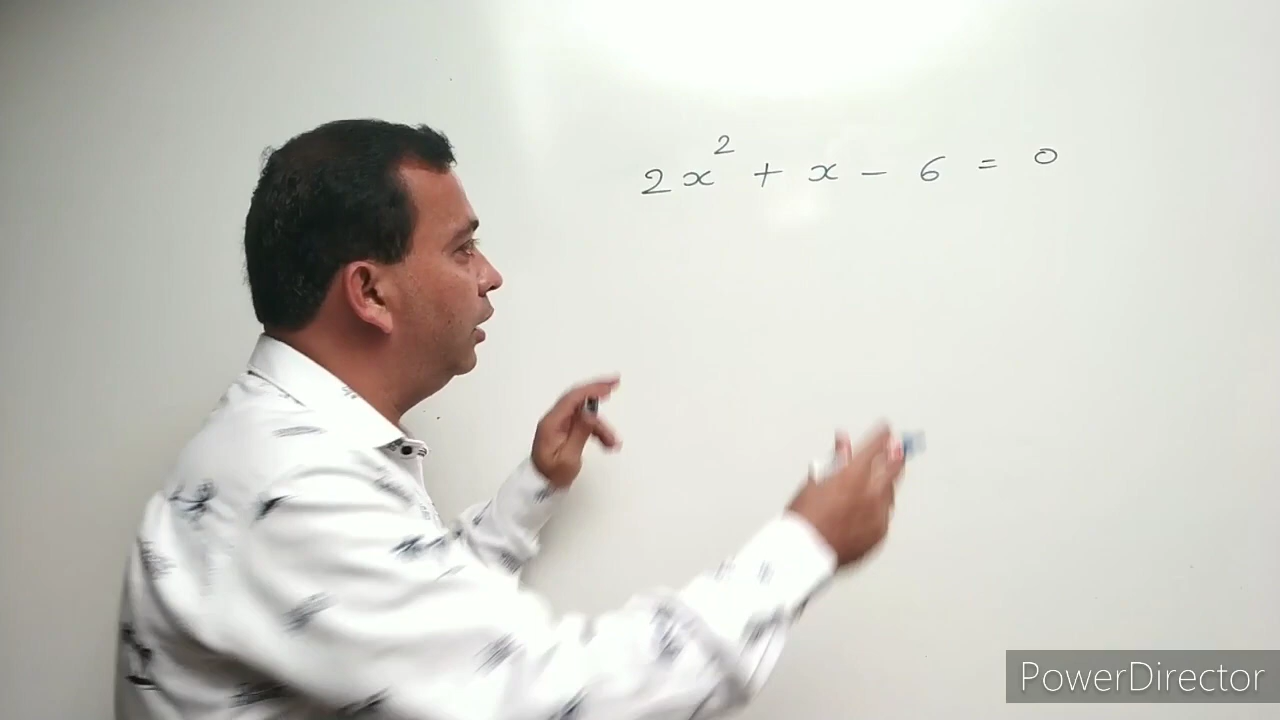 2x² + x - 6 = 0
PowerDirector